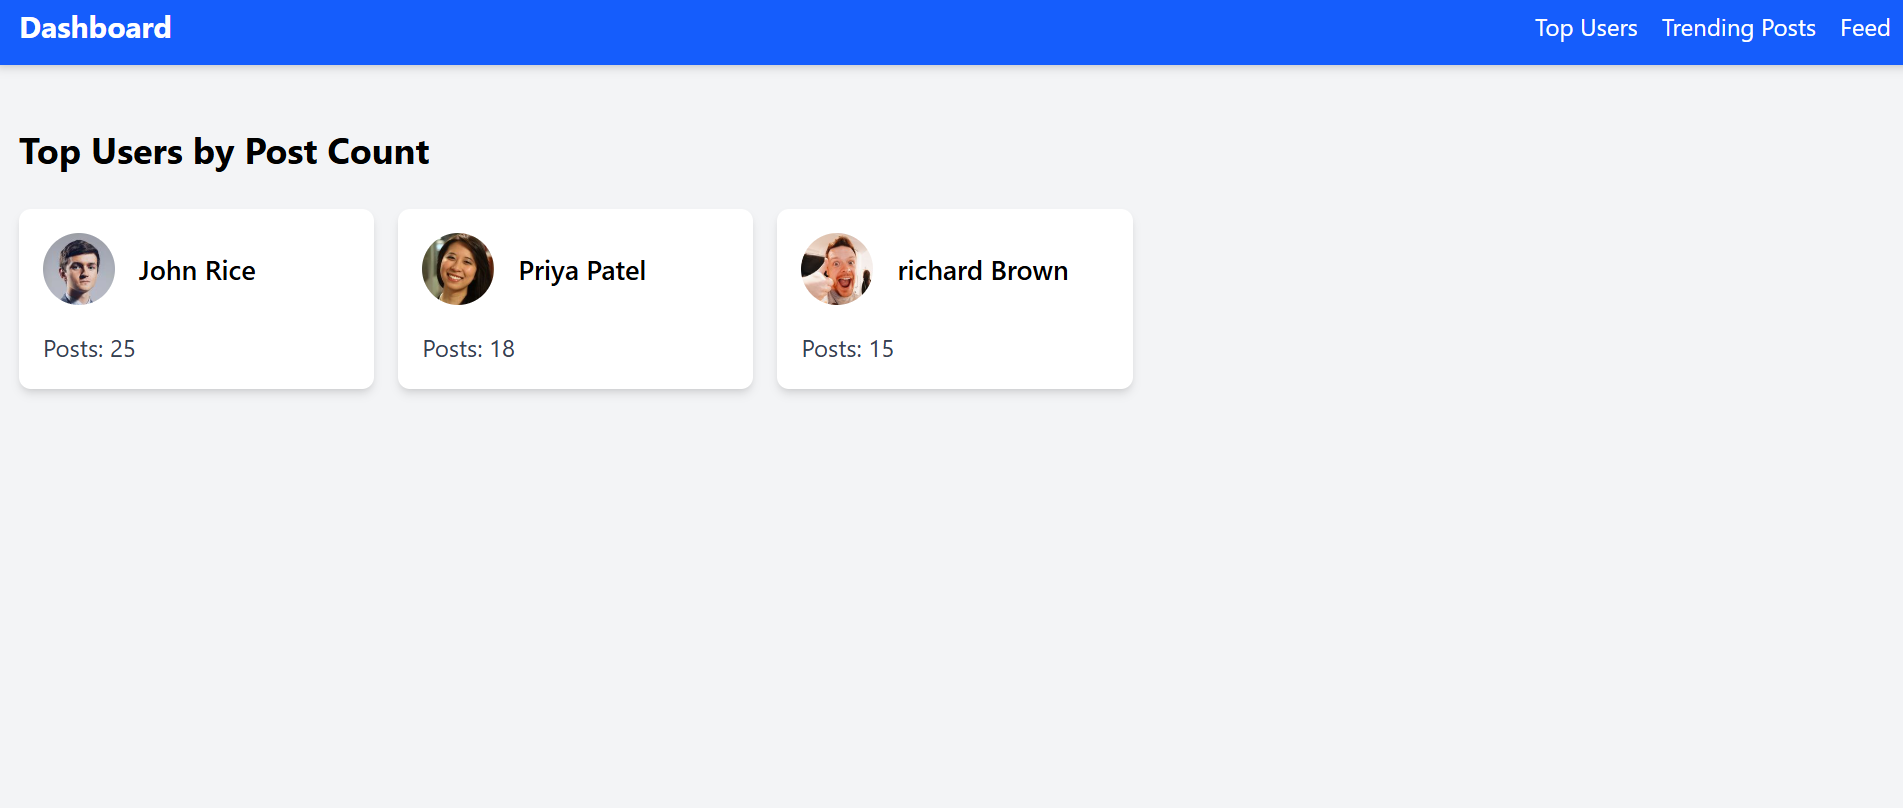 Dashboard
Top Users Trending Posts Feed
Top Users by Post Count
John Rice
Posts: 25
Priya Patel
Posts: 18
richard Brown
Posts: 15